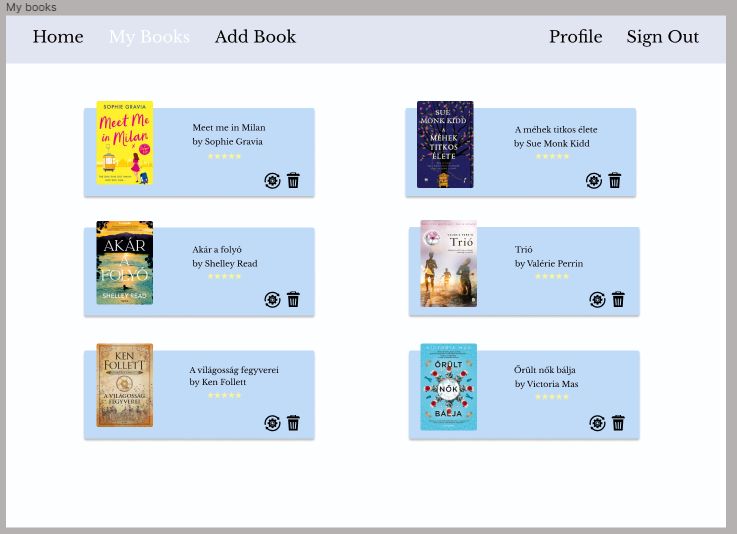 My books
Home My Books Add Book Profile Sign Out
SOPHIE GRAVIA
Meet Me
in Milan
Meet me in Milan
by Sophie Gravia
SUE
MONK KIDD
A
MÉHEK
TITKOS
ÉLETE
A méhek titkos élete
by Sue Monk Kidd
AKÁR
A
FOLYÓ
SHELLEY READ
Akár a folyó
by Shelley Read
VALÉRIE PERRIN
Trió
Trió
by Valérie Perrin
KEN
FOLLETT
A VILÁGOSSÁG
FEGYVEREI
A világosság fegyverei
by Ken Follett
VICTORIA MAS
ŐRÜLT
NŐK
BÁLJA
Őrült nők bálja
by Victoria Mas